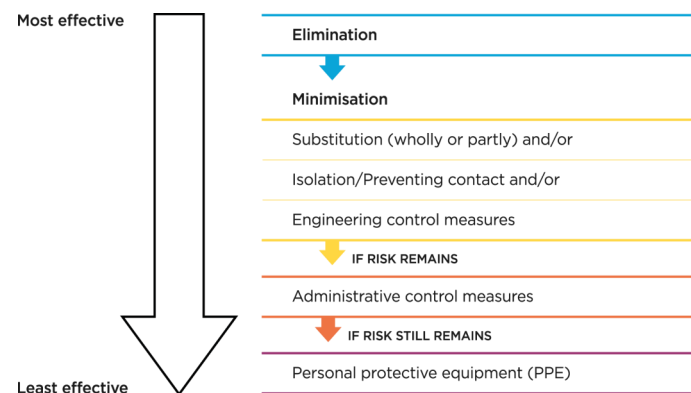 Most effective
Elimination
Minimisation
Substitution (wholly or partly) and/or
Isolation/Preventing contact and/or
Engineering control measures
IF RISK REMAINS
Administrative control measures
IF RISK STILL REMAINS
Personal protective equipment (PPE)
Least effective